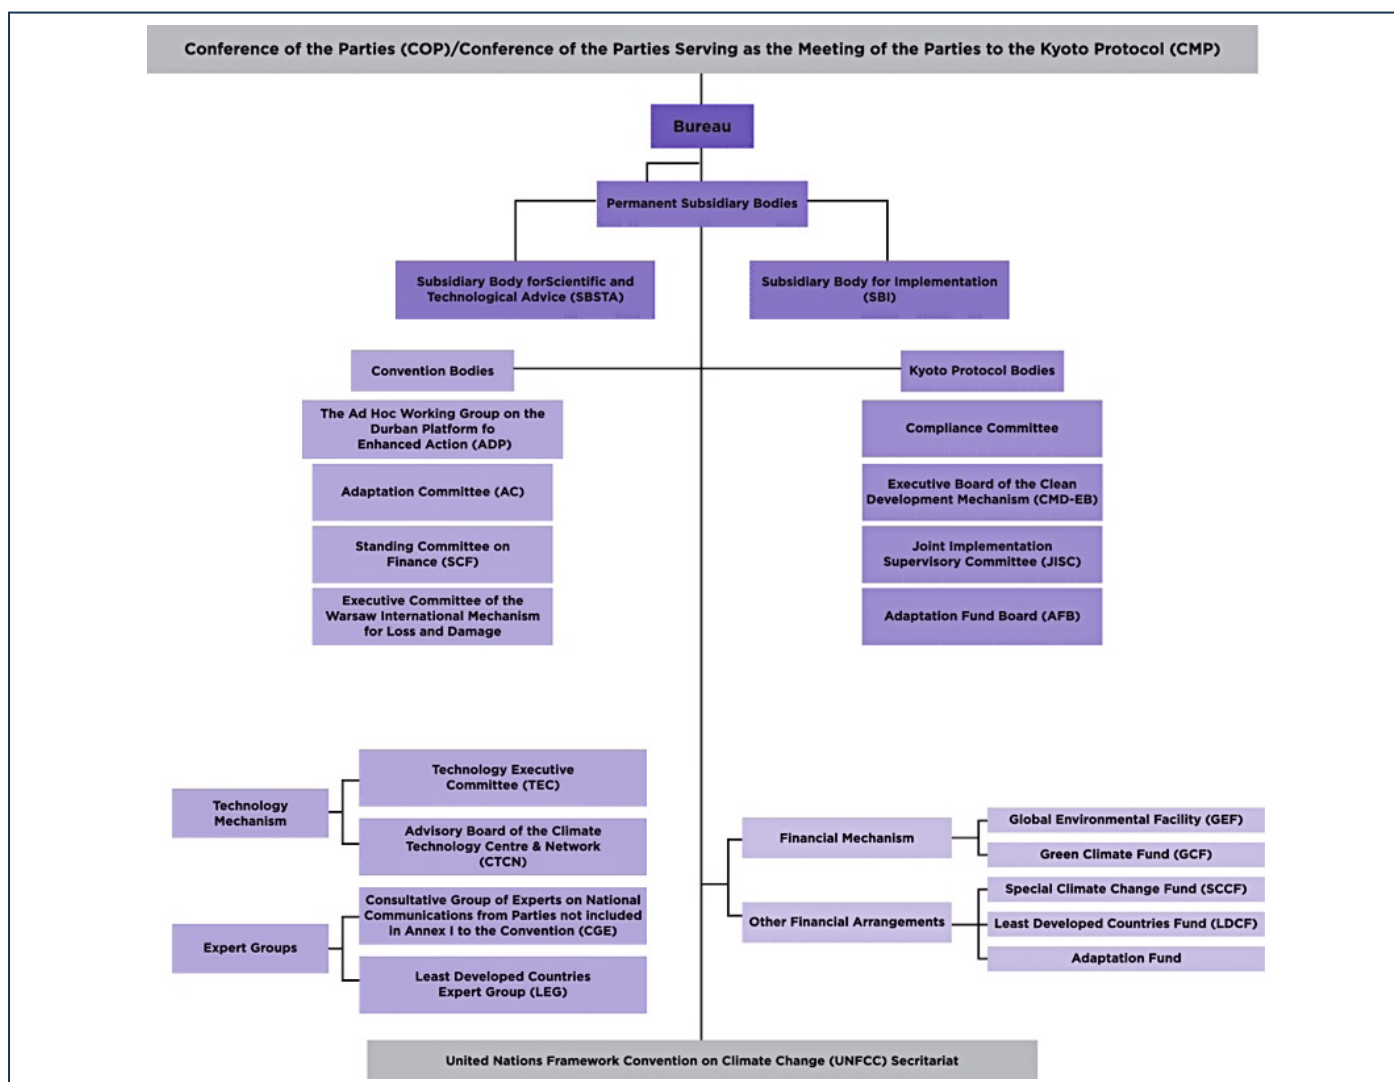 Conference of the Parties (COP)/Conference of the Parties Serving as the Meeting of the Parties to the Kyoto Protocol (CMP)
Bureau
Permanent Subsidiary Bodies
Subsidiary Body forScientific and
Technological Advice (SBSTA)
Subsidiary Body for Implementation
(SBI)
Convention Bodies
The Ad Hoc Working Group on the
Durban Platform fo
Enhanced Action (ADP)
Adaptation Committee (AC)
Standing Committee on
Finance (SCF)
Executive Committee of the
Warsaw International Mechanism
for Loss and Damage
Kyoto Protocol Bodies
Compliance Committee
Executive Board of the Clean
Development Mechanism (CMD-EB)
Joint Implementation
Supervisory Committee (JISC)
Adaptation Fund Board (AFB)
Technology
Mechanism
Technology Executive
Committee (TEC)
Advisory Board of the Climate
Technology Centre & Network
(CTCN)
Expert Groups
Consultative Group of Experts on National
Communications from Parties not included
in Annex I to the Convention (CGE)
Least Developed Countries
Expert Group (LEG)
Financial Mechanism
Global Environmental Facility (GEF)
Green Climate Fund (GCF)
Other Financial Arrangements
Special Climate Change Fund (SCCF)
Least Developed Countries Fund (LDCF)
Adaptation Fund
United Nations Framework Convention on Climate Change (UNFCC) Secritariat